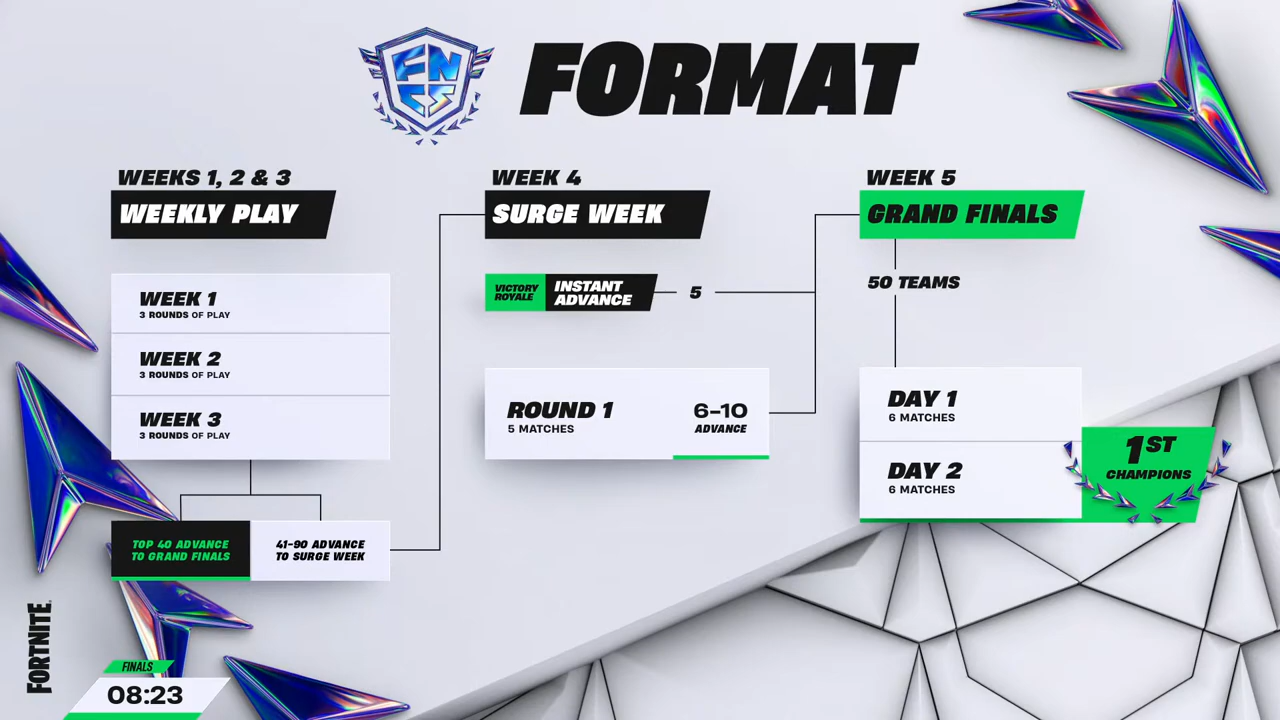 FNCS
FORMAT
WEEKS 1, 2 & 3
WEEKLY PLAY
WEEK 1
3 ROUNDS OF PLAY
WEEK 2
3 ROUNDS OF PLAY
WEEK 3
3 ROUNDS OF PLAY
TOP 40 ADVANCE
TO GRAND FINALS
41-90 ADVANCE
TO SURGE WEEK
WEEK 4
SURGE WEEK
VICTORY
ROYALE
INSTANT
ADVANCE
5
ROUND 1
5 MATCHES
6-10
ADVANCE
WEEK 5
GRAND FINALS
50 TEAMS
DAY 1
6 MATCHES
DAY 2
6 MATCHES
1ST
CHAMPIONS
FORTNITE
FINALS
08:23